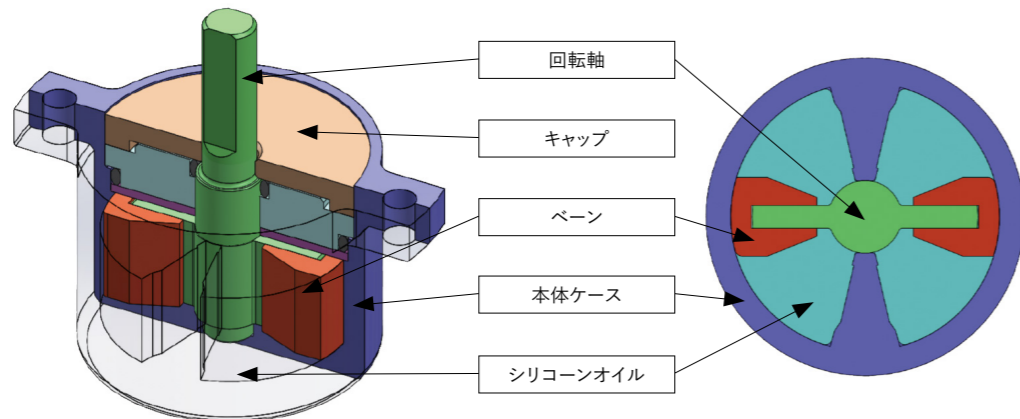 回転軸
キャップ
ベーン
本体ケース
シリコーンオイル